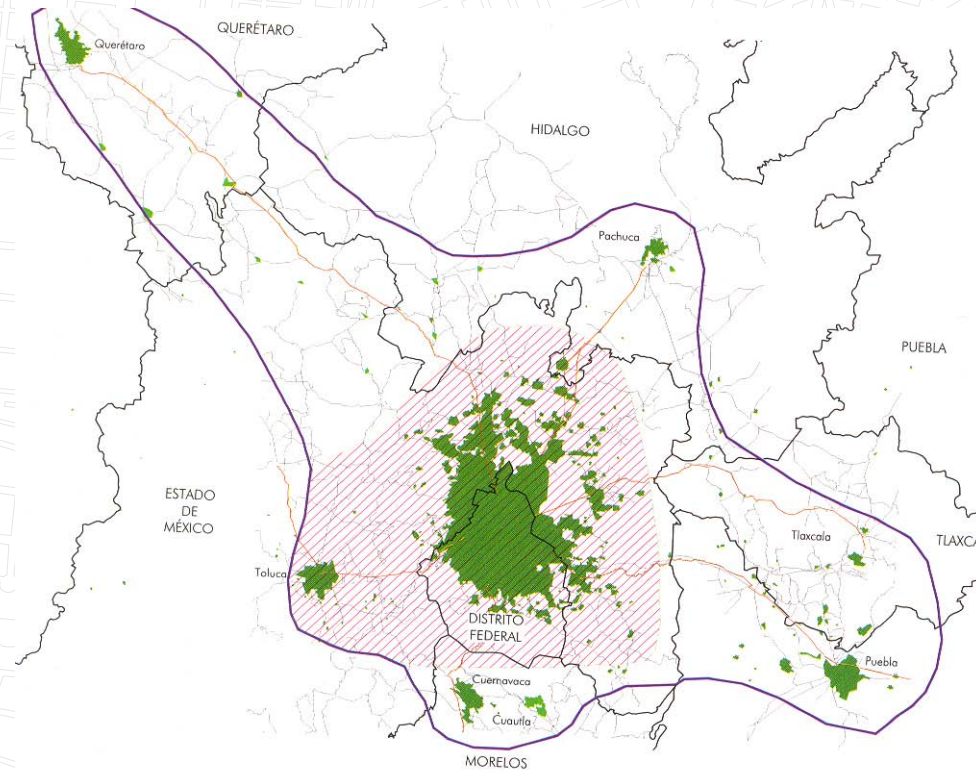 QUERÉTARO
Querétaro
HIDALGO
Pachuca
PUEBLA
ESTADO
DE
MÉXICO
Tlaxcala
TLAXCA
Toluca
DISTRITO
FEDERAL
Puebla
Cuernavaca
Cuautla
MORELOS